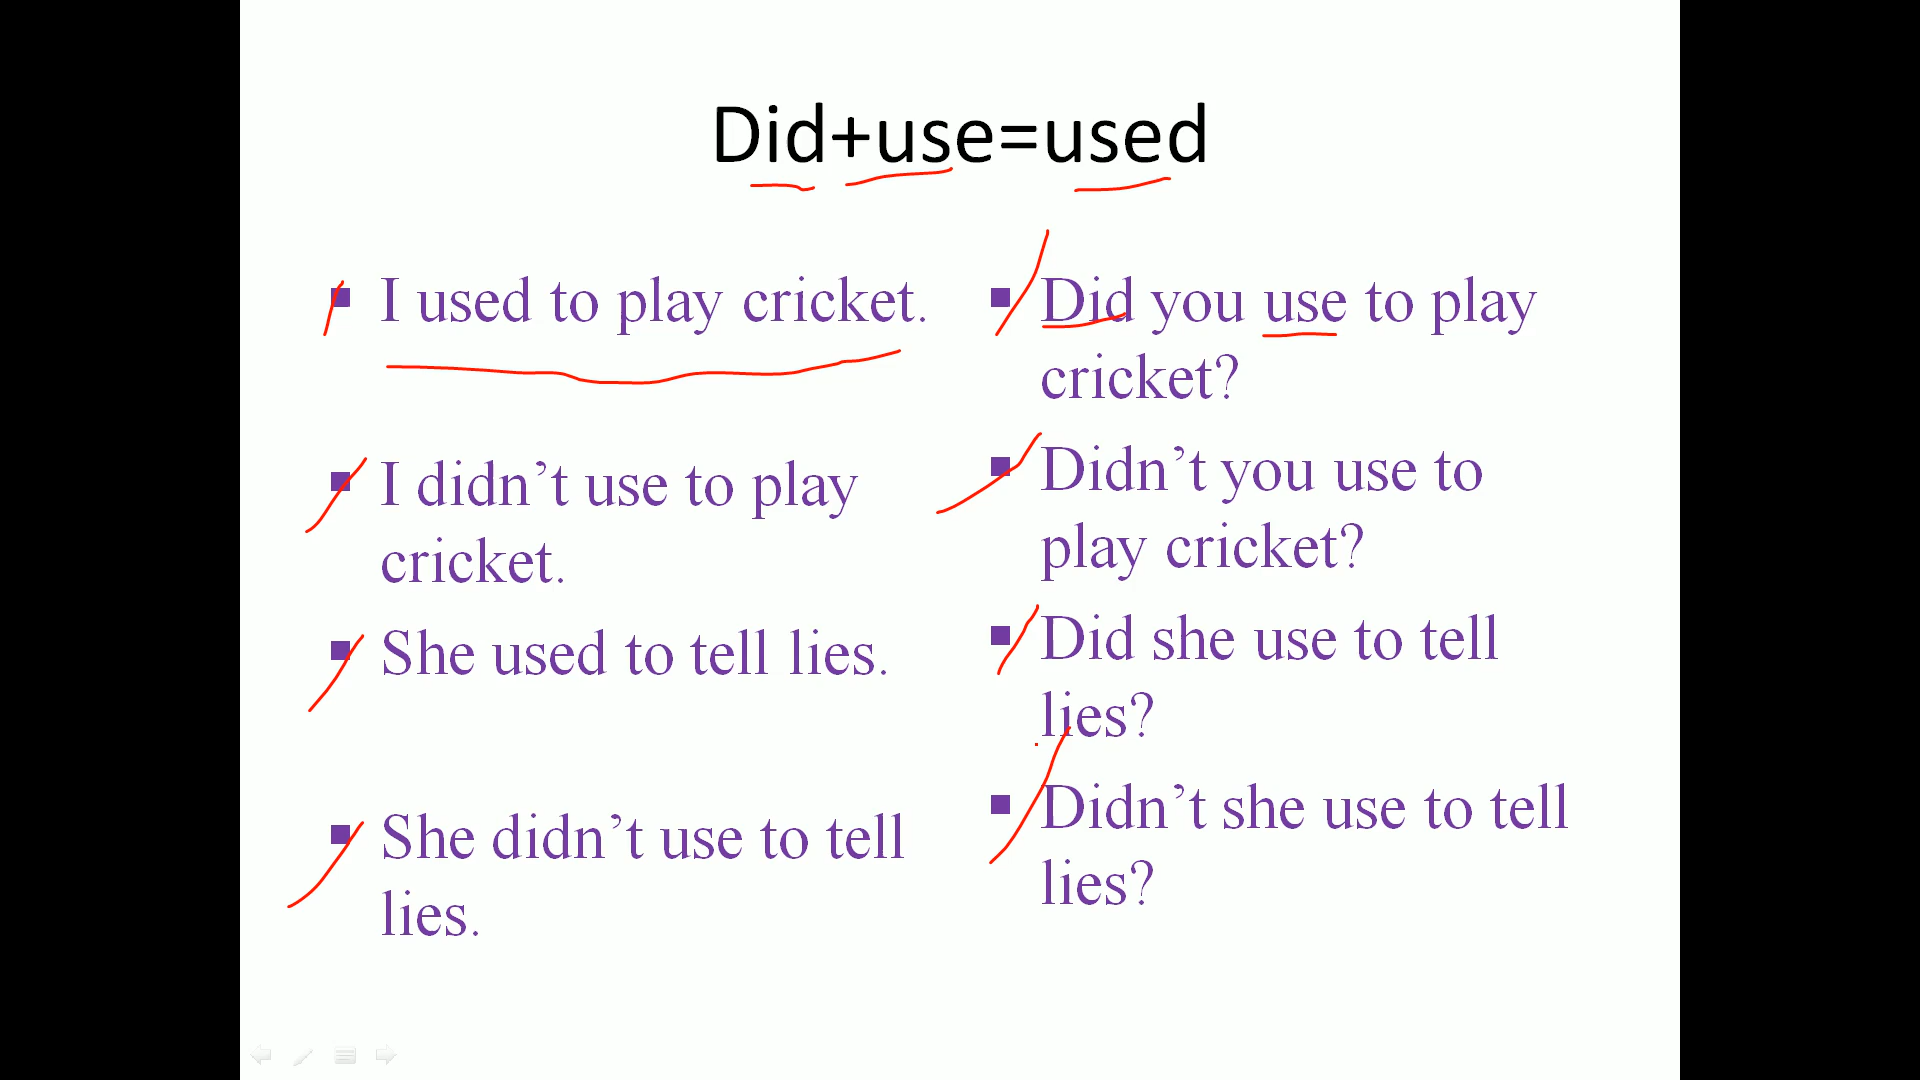 Did+use=used
I used to play cricket.
I didn’t use to play
cricket.
She used to tell lies.
She didn’t use to tell
lies.
Did you use to play
cricket?
Didn’t you use to
play cricket?
Did she use to tell
lies?
Didn’t she use to tell
lies?